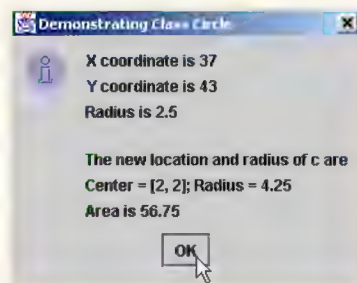 Demonstrating Class Circle
X coordinate is 37
Y coordinate is 43
Radius is 2.5
The new location and radius of c are
Center = [2, 2]; Radius = 4.25
Area is 56.75
OK